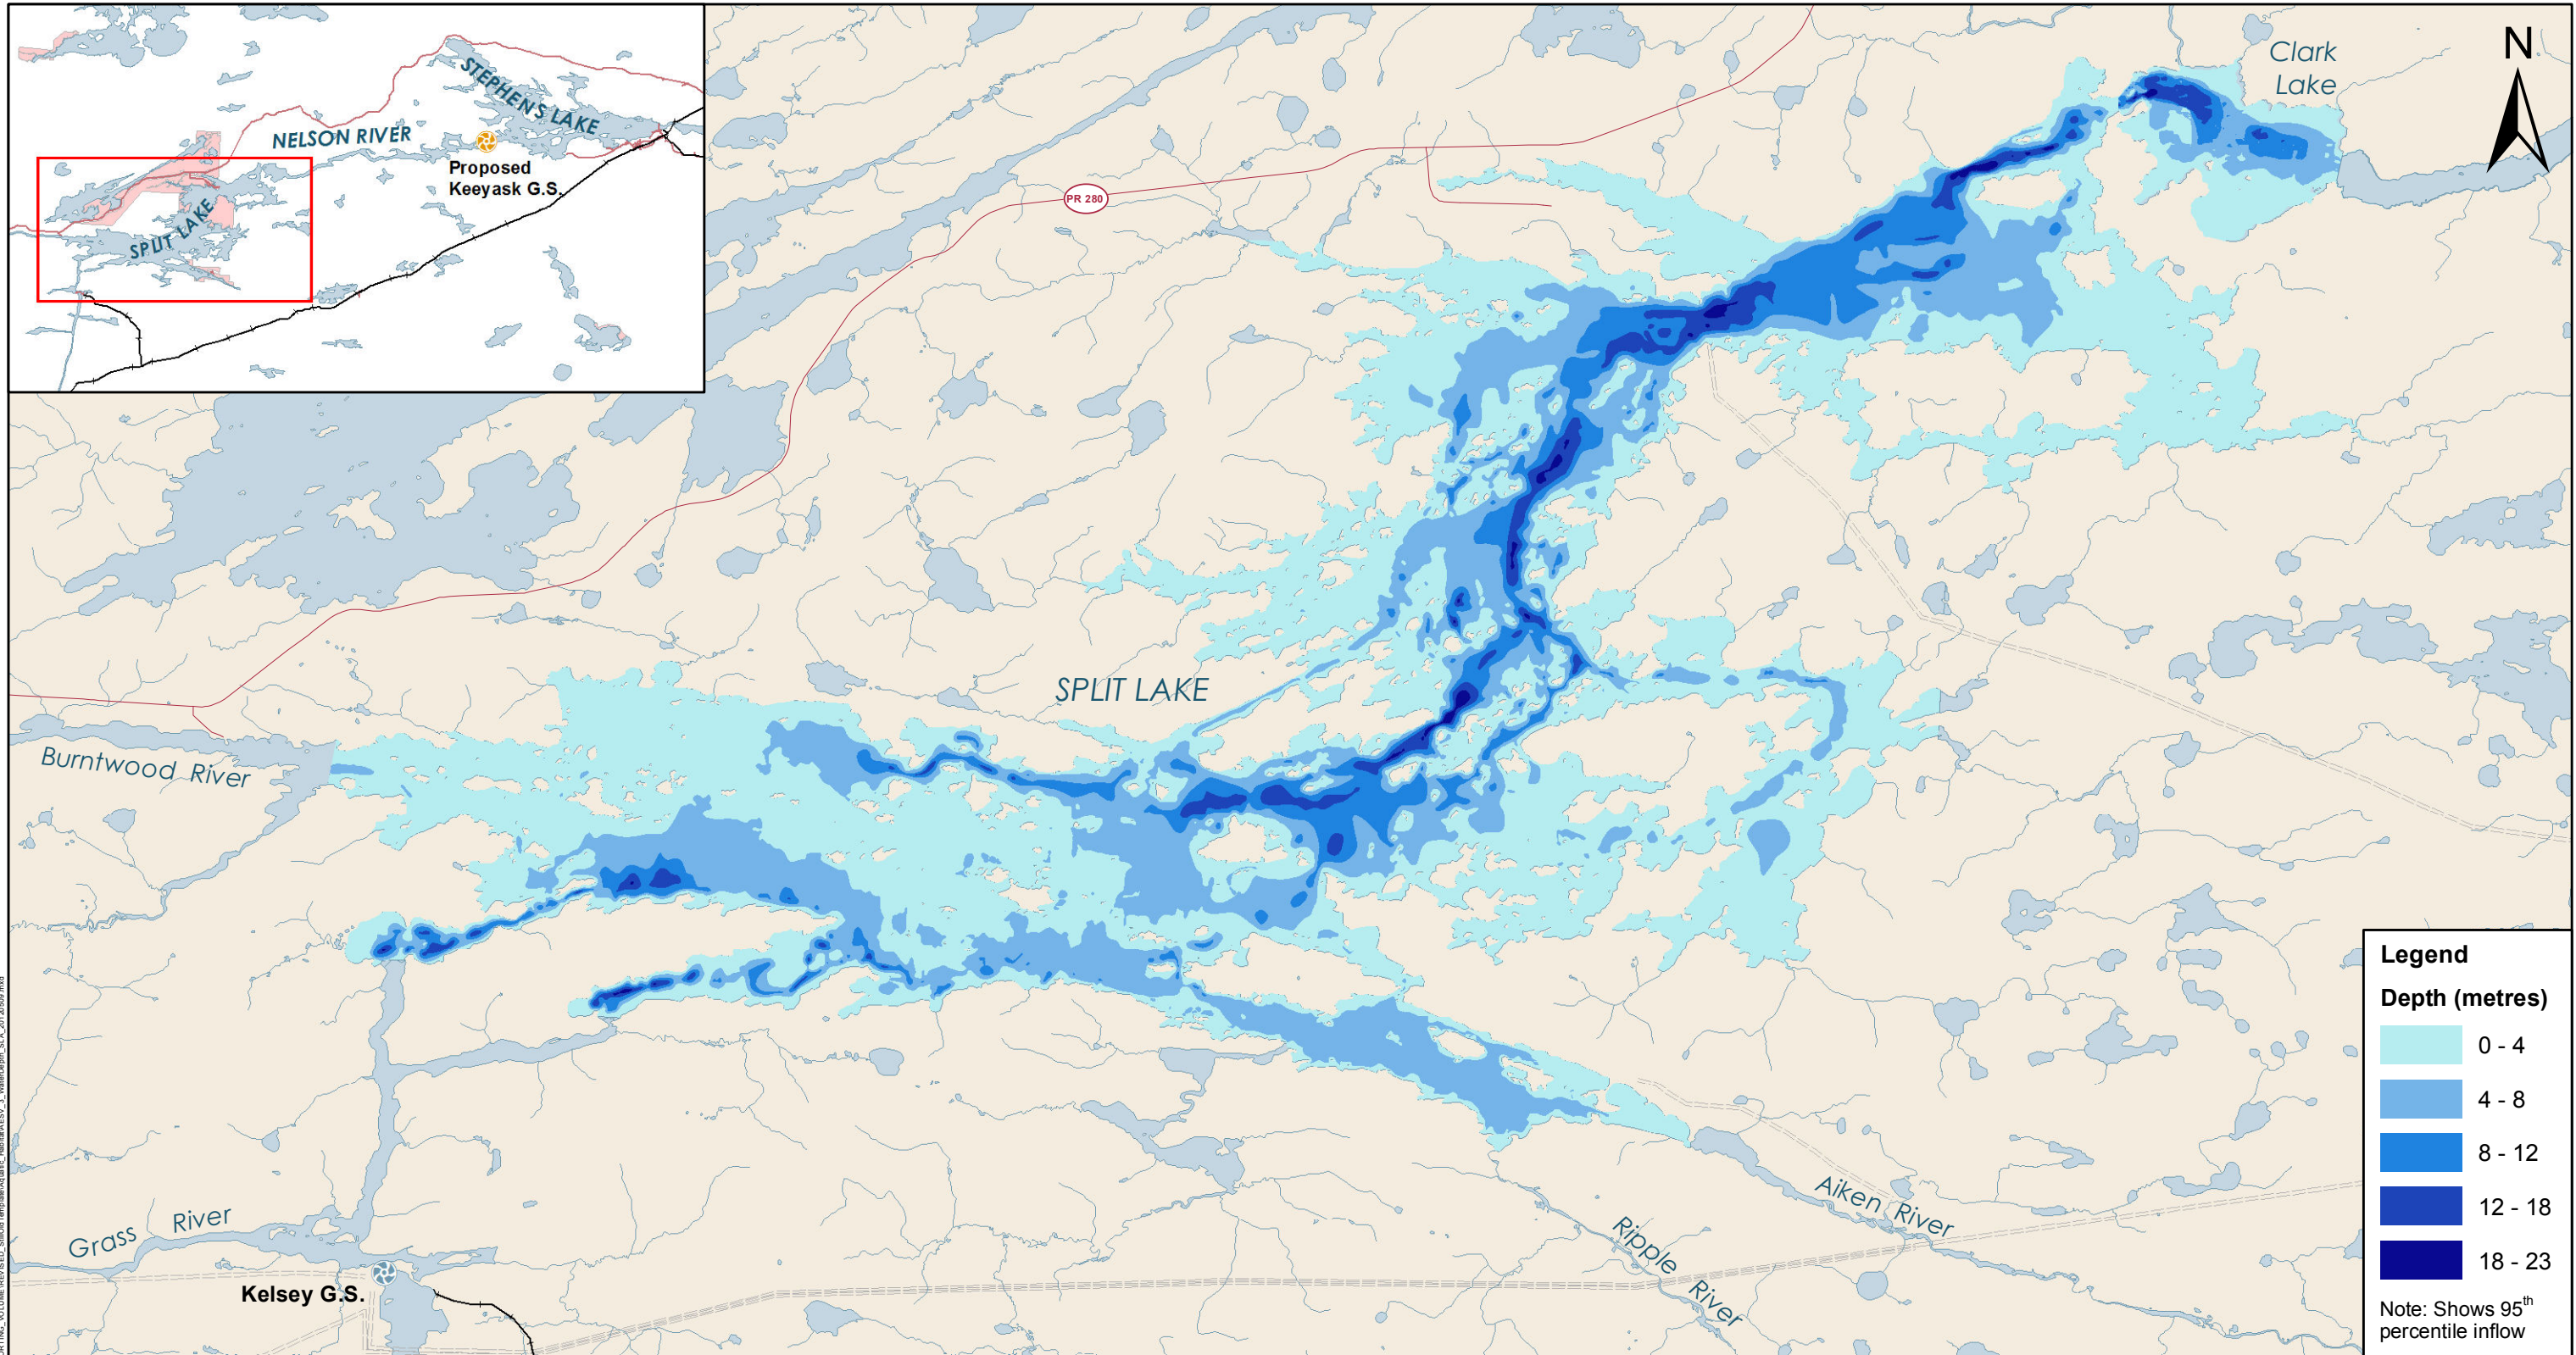 STEPHENS LAKE
NELSON RIVER
Proposed
Keeyask G.S.
SPLIT LAKE
PR 280
Clark
Lake
N
SPLIT LAKE
Burntwood River
Grass River
Kelsey G.S.
Aiken River
Ripple River
Legend
Depth (metres)
0 - 4
4 - 8
8 - 12
12 - 18
18 - 23
Note: Shows 95th
percentile inflow